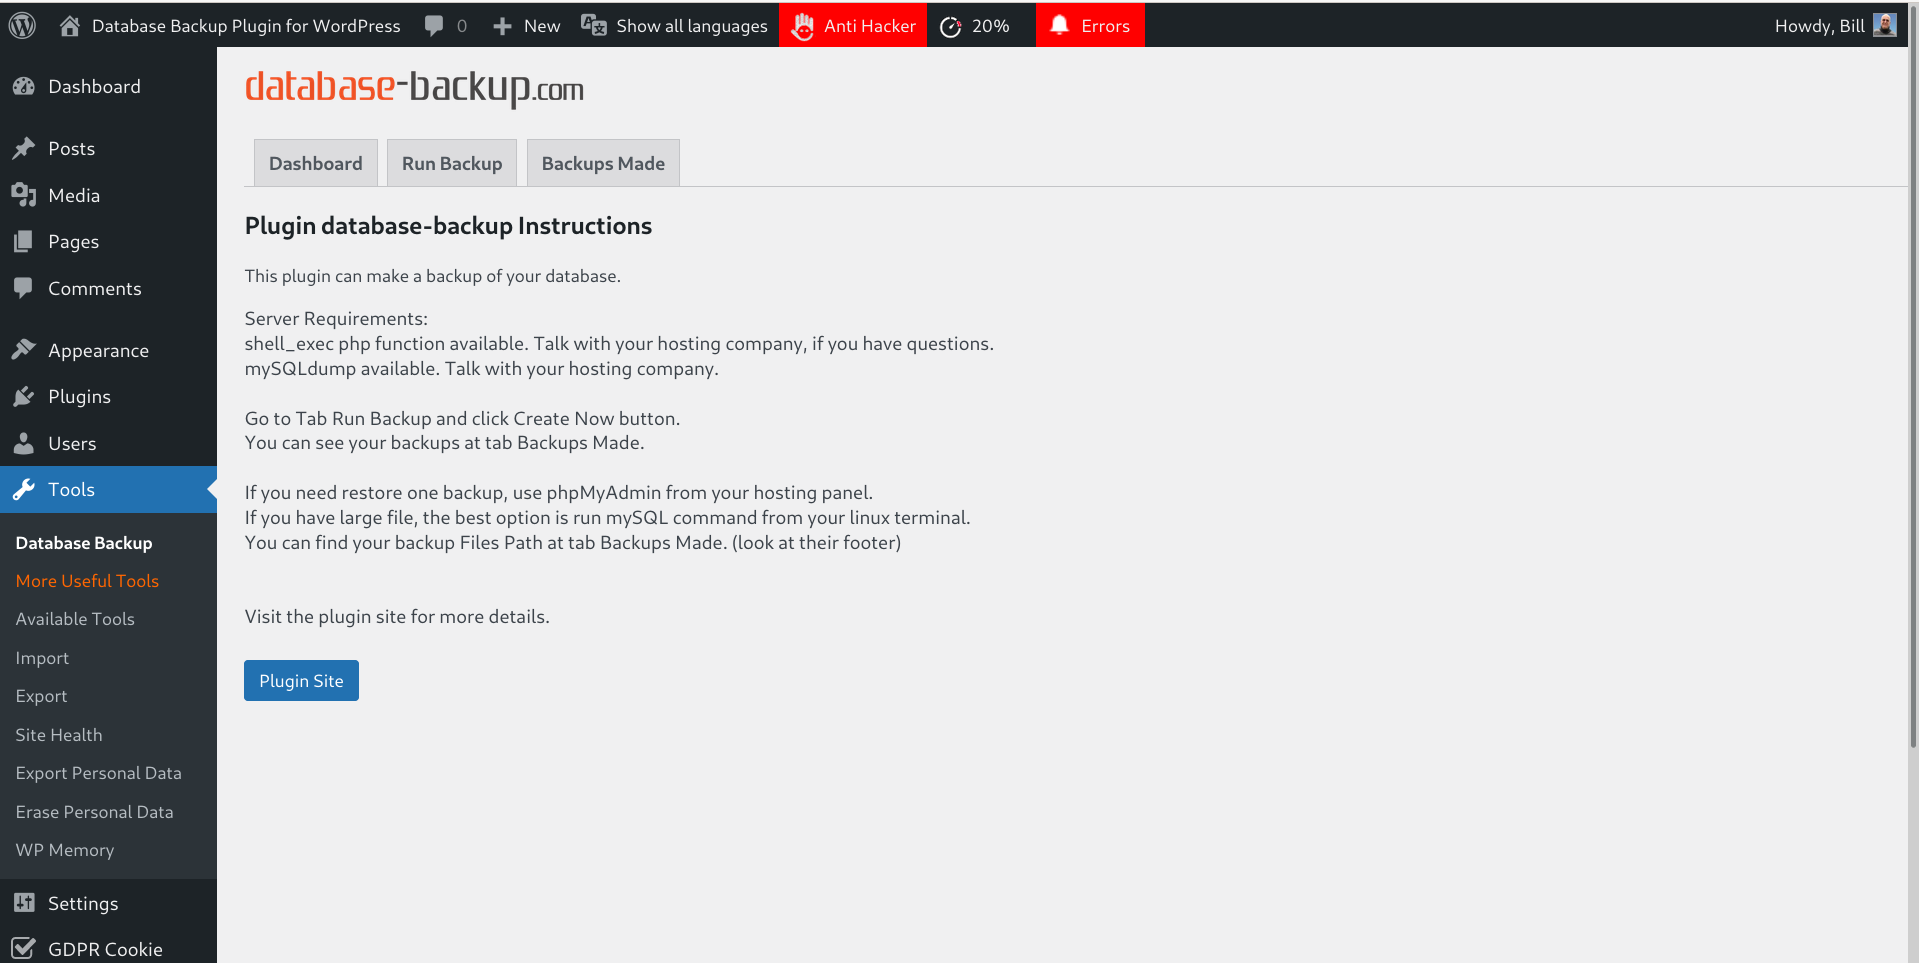 Database Backup Plugin for WordPress 0 New Show all languages Anti Hacker 20% Errors Howdy, Bill
Dashboard
Posts
Media
Pages
Comments
Appearance
Plugins
Users
Tools
Database Backup
More Useful Tools
Available Tools
Import
Export
Site Health
Export Personal Data
Erase Personal Data
WP Memory
Settings
GDPR Cookie
database-backup.com
Dashboard Run Backup Backups Made
Plugin database-backup Instructions
This plugin can make a backup of your database.
Server Requirements:
shell_exec php function available. Talk with your hosting company, if you have questions.
mySQLdump available. Talk with your hosting company.
Go to Tab Run Backup and click Create Now button.
You can see your backups at tab Backups Made.
If you need restore one backup, use phpMyAdmin from your hosting panel.
If you have large file, the best option is run mySQL command from your linux terminal.
You can find your backup Files Path at tab Backups Made. (look at their footer)
Visit the plugin site for more details.
Plugin Site